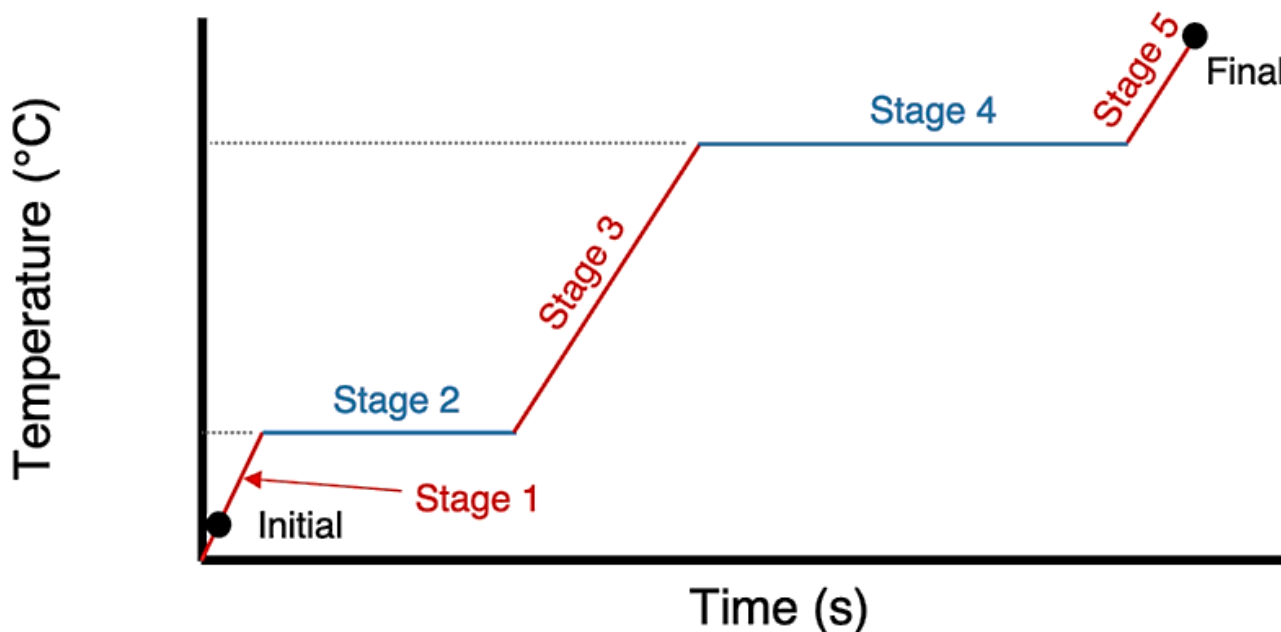 Temperature (°C)
Stage 5
Final
Stage 4
Stage 3
Stage 2
Stage 1
Initial
Time (s)